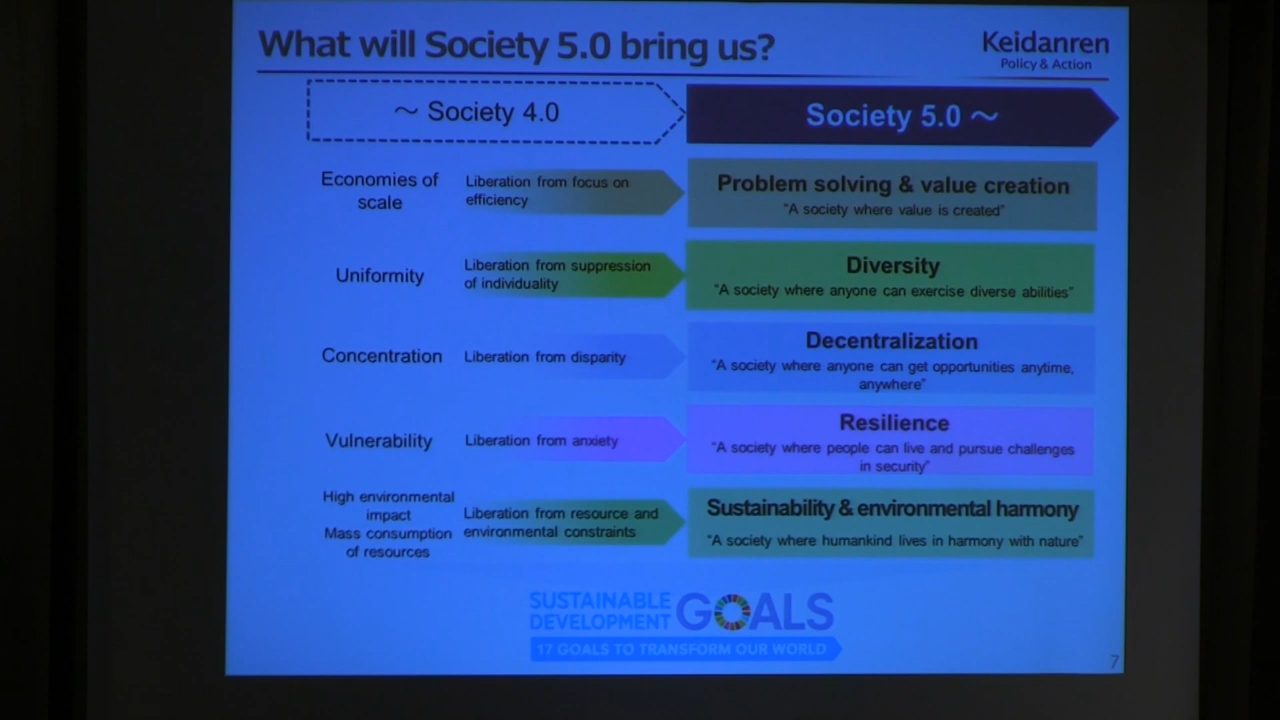 What will Society 5.0 bring us?
Keidanren
Policy & Action
～ Society 4.0
Society 5.0 ～
Economies of
scale
Liberation from focus on
efficiency
Problem solving & value creation
"A society where value is created"
Uniformity
Liberation from suppression
of individuality
Diversity
"A society where anyone can exercise diverse abilities"
Concentration
Liberation from disparity
Decentralization
"A society where anyone can get opportunities anytime,
anywhere"
Vulnerability
Liberation from anxiety
Resilience
"A society where people can live and pursue challenges
in security"
High environmental
impact
Mass consumption
of resources
Liberation from resource and
environmental constraints
Sustainability & environmental harmony
"A society where humankind lives in harmony with nature"
SUSTAINABLE
DEVELOPMENT
GOALS
17 GOALS TO TRANSFORM OUR WORLD
7